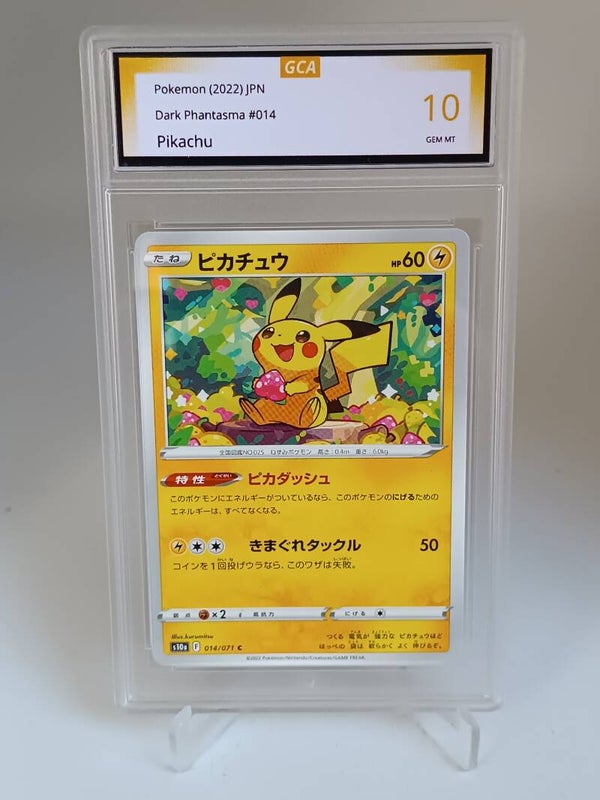 GCA
Pokemon (2022) JPN
Dark Phantasma #014
Pikachu
10
GEM MT
たね ピカチュウ HP60
全国図鑑NO.025 ねずみポケモン 高さ:0.4m 重さ:6.0kg
特性 とくせい ピカダッシュ
このポケモンにエネルギーがついているなら、このポケモンのにげるための
エネルギーは、すべてなくなる。
きまぐれタックル 50
コインを1回投げウラなら、このワザは失敗。
弱点 ×2 抵抗力 にげる
Illus. kurumitsu
s10a F 014/071 C
つくる 電気が 強力な ピカチュウほど
ほっぺの 袋は 軟らかく よく 伸びるぞ。
©2022 Pokémon/Nintendo/Creatures/GAME FREAK.